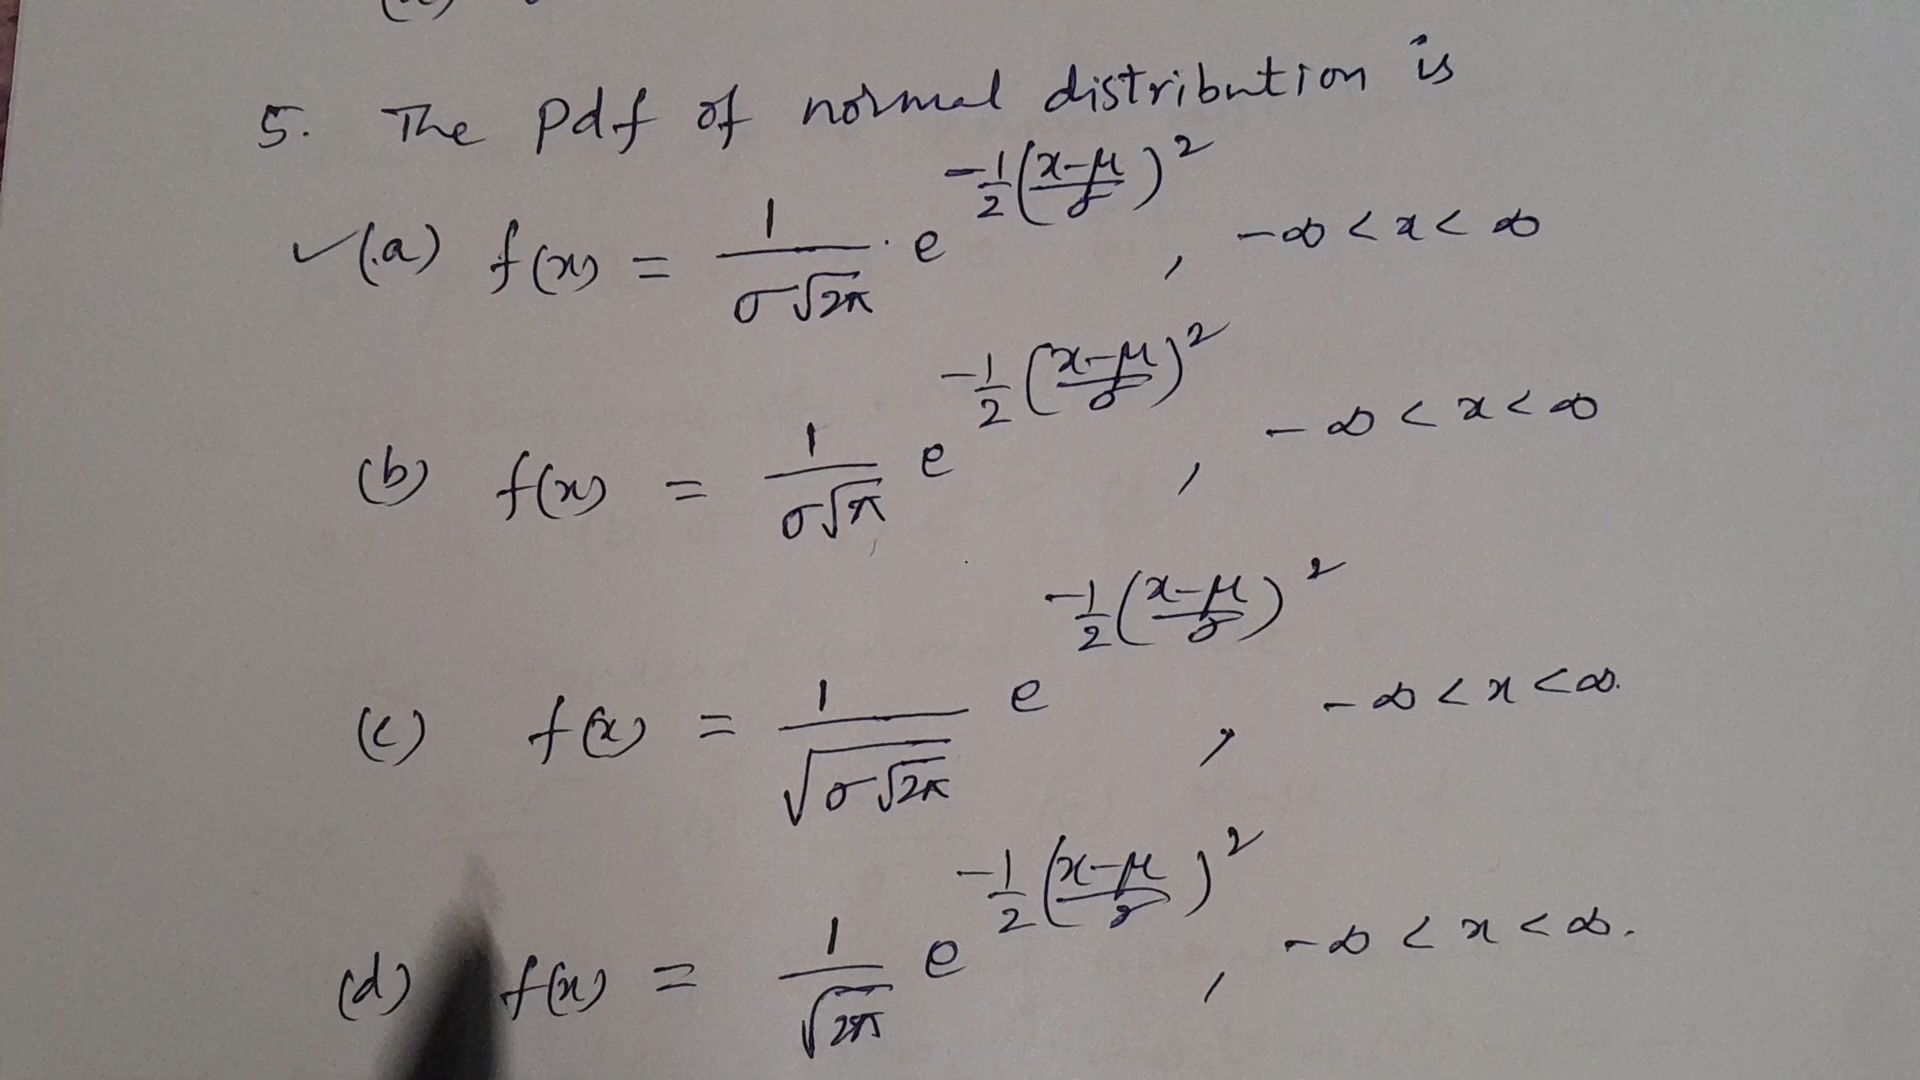 5. The pdf of normal distribution is
✓(a) f(x) = 1/(σ√2π) · e^(-1/2((x-μ)/σ)^2) , -∞ < x < ∞
(b) f(x) = 1/(σ√π) e^(-1/2((x-μ)/σ)^2) , -∞ < x < ∞
(c) f(x) = 1/√(σ√2π) e^(-1/2((x-μ)/σ)^2) , -∞ < x < ∞.
(d) f(x) = 1/√2π e^(-1/2((x-μ)/σ)^2) , -∞ < x < ∞.